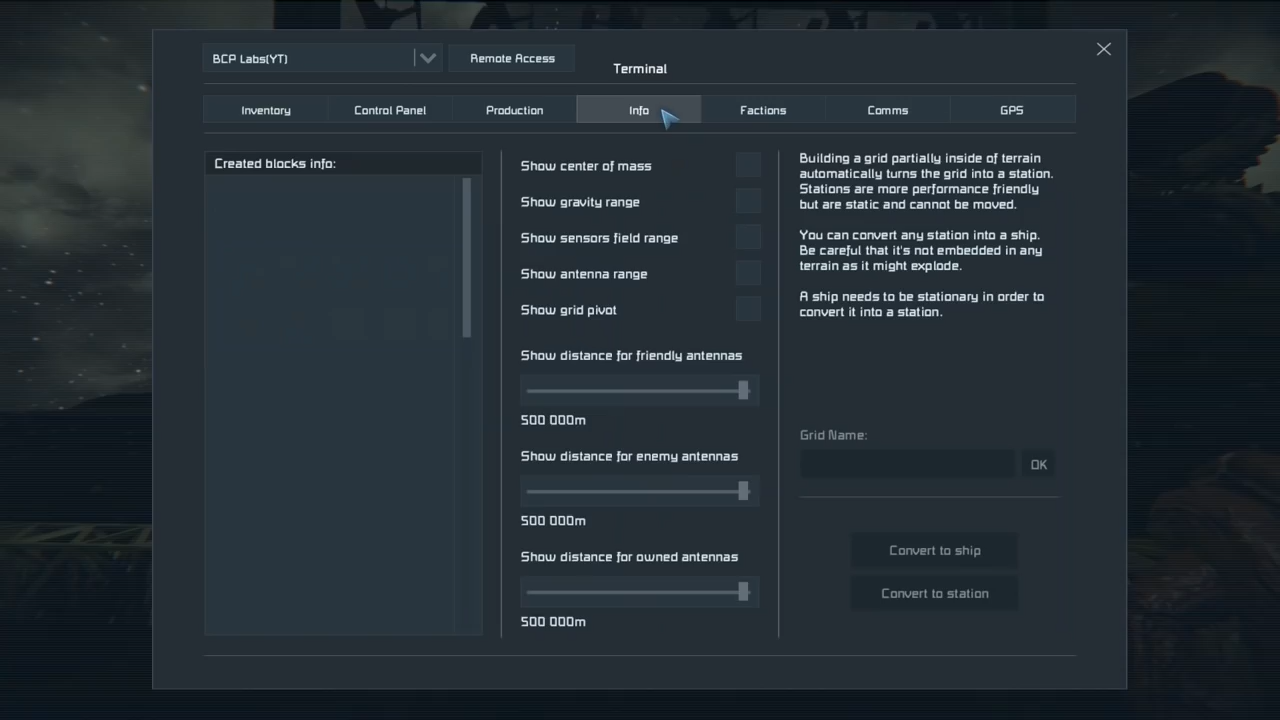 BCP Labs(YT)
Remote Access
Terminal
Inventory
Control Panel
Production
Info
Factions
Comms
GPS
Created blocks info:
Show center of mass
Show gravity range
Show sensors field range
Show antenna range
Show grid pivot
Show distance for friendly antennas
500 000m
Show distance for enemy antennas
500 000m
Show distance for owned antennas
500 000m
Building a grid partially inside of terrain
automatically turns the grid into a station.
Stations are more performance friendly
but are static and cannot be moved.
You can convert any station into a ship.
Be careful that it's not embedded in any
terrain as it might explode.
A ship needs to be stationary in order to
convert it into a station.
Grid Name:
OK
Convert to ship
Convert to station